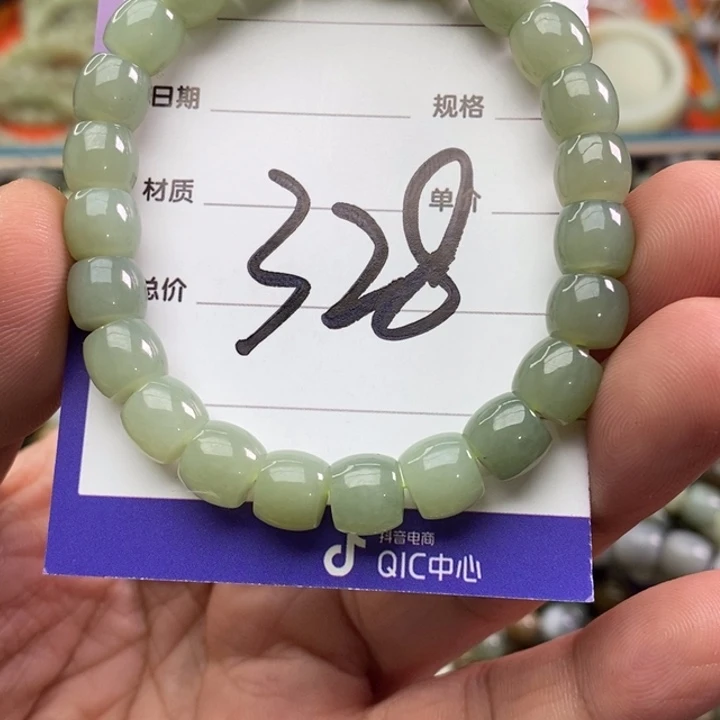 日期 规格
材质 单价
总价
328
抖音电商
QIC中心